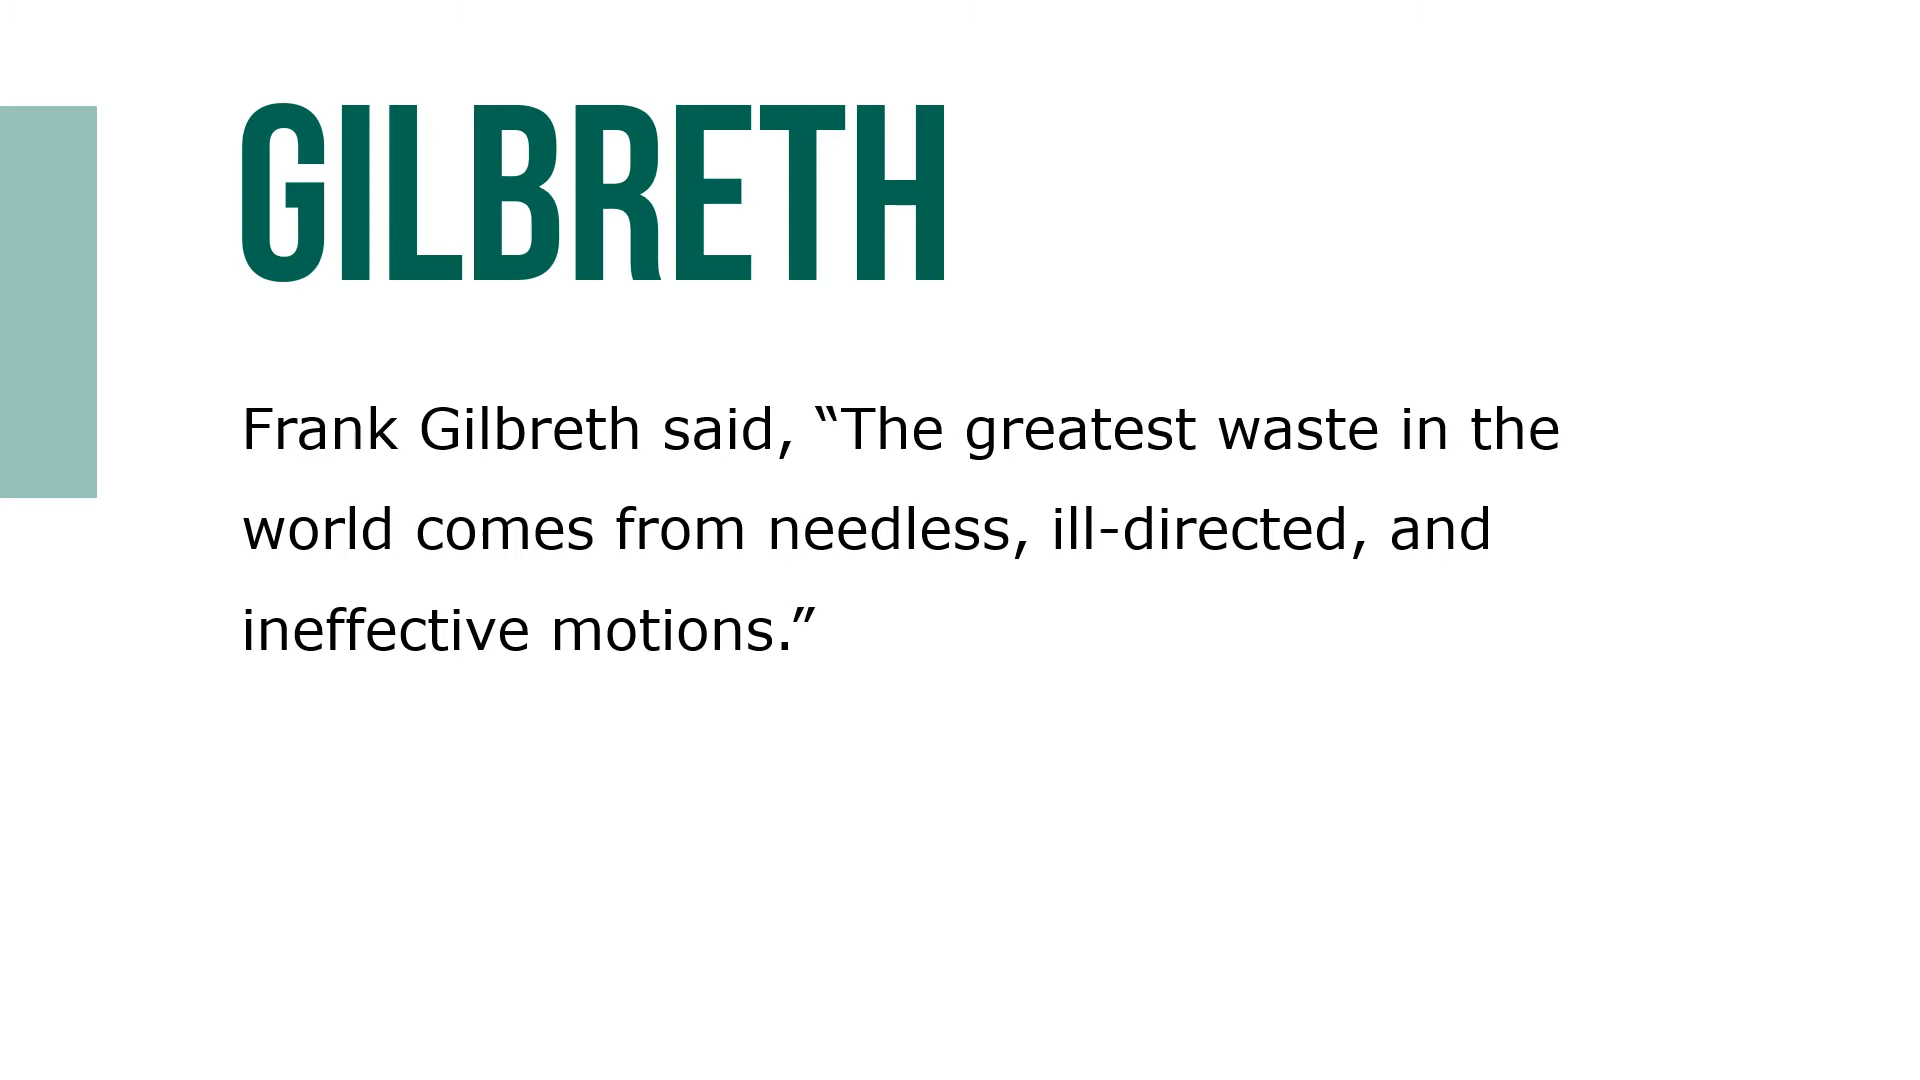 GILBRETH
Frank Gilbreth said, “The greatest waste in the
world comes from needless, ill-directed, and
ineffective motions.”